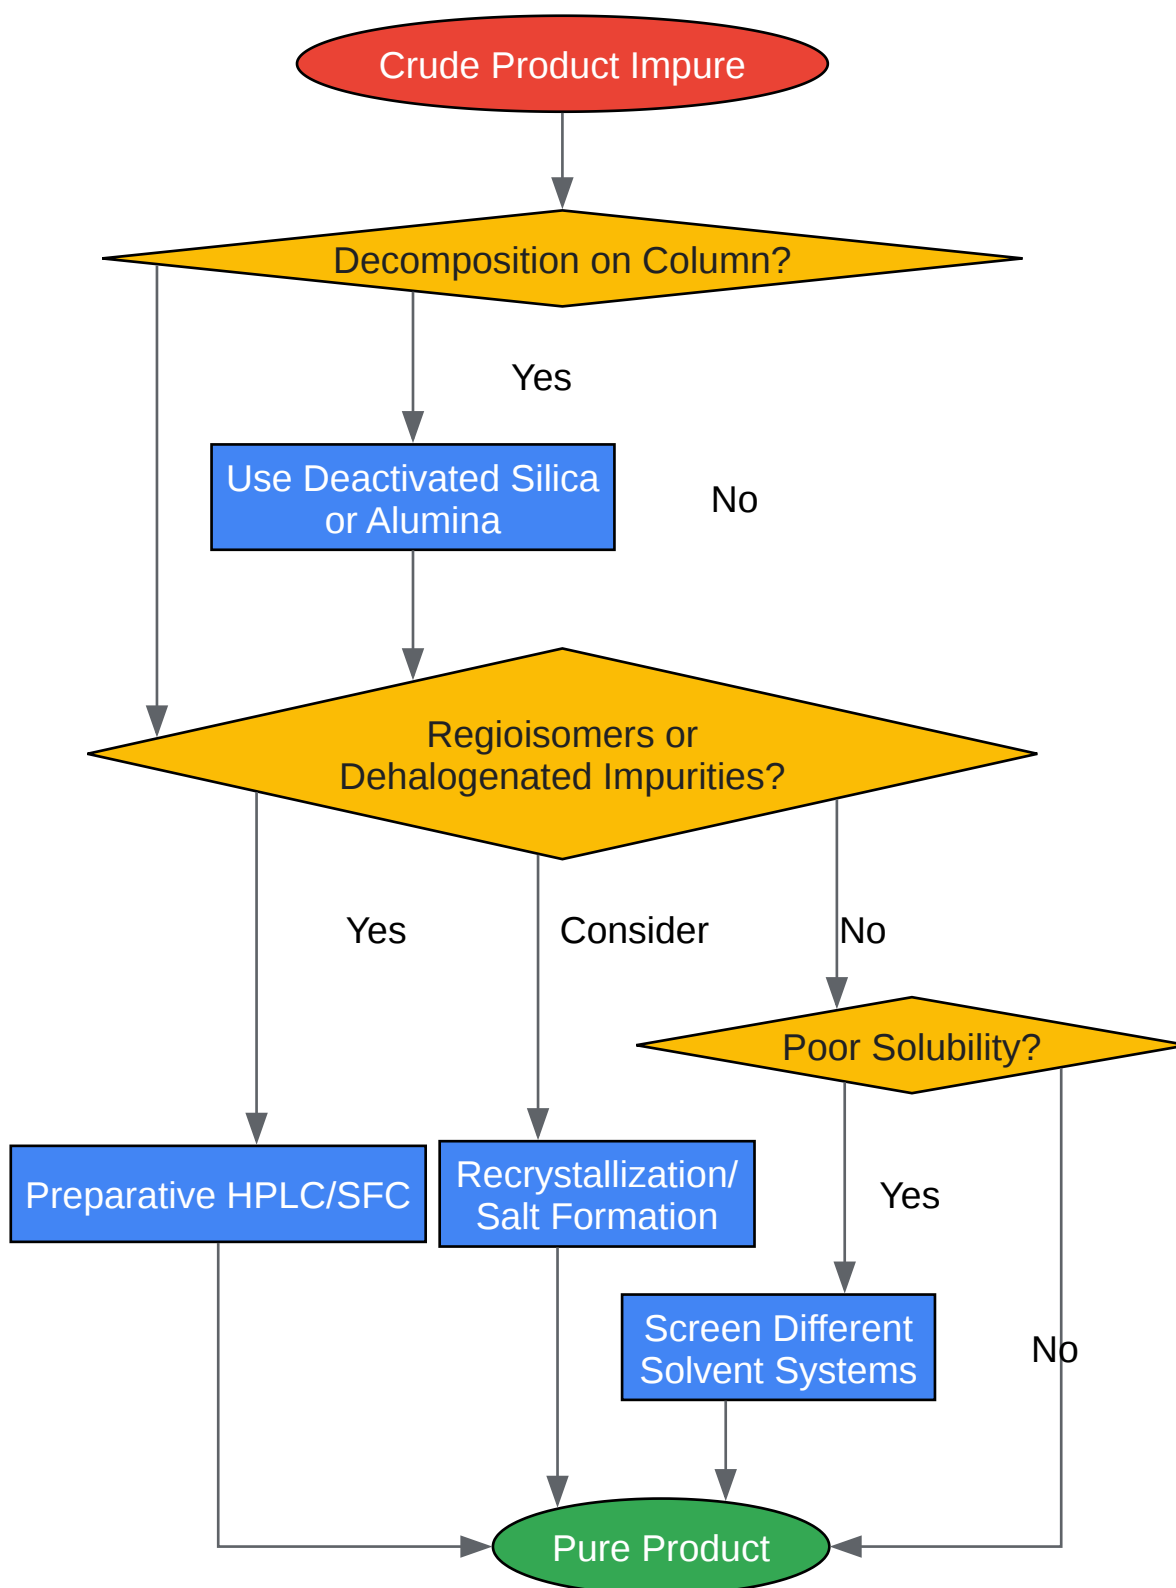 Crude Product Impure
Decomposition on Column?
Yes
Use Deactivated Silica
or Alumina
No
Regioisomers or
Dehalogenated Impurities?
Yes
Consider
No
Poor Solubility?
Preparative HPLC/SFC
Recrystallization/
Salt Formation
Yes
Screen Different
Solvent Systems
No
Pure Product